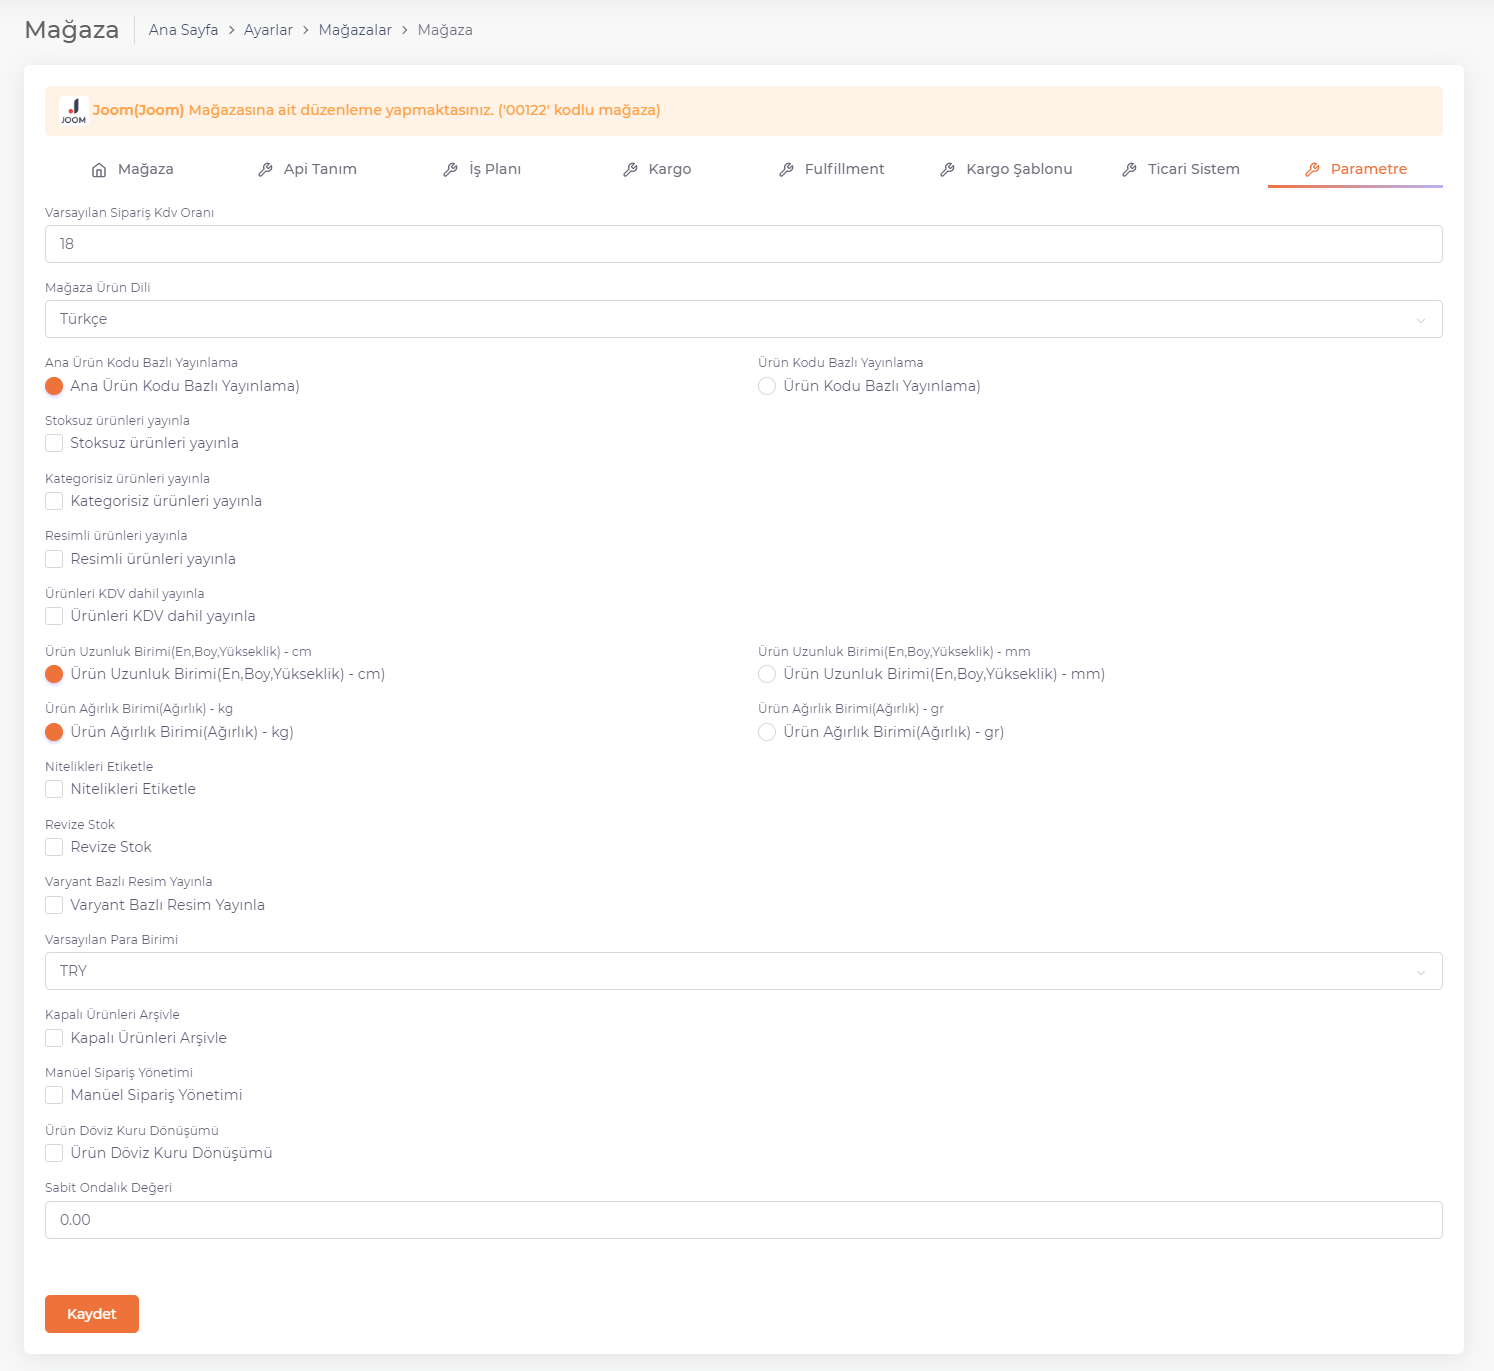 Mağaza
Ana Sayfa > Ayarlar > Mağazalar > Mağaza
JOOM
Joom(Joom) Mağazasına ait düzenleme yapmaktasınız. ('00122' kodlu mağaza)
Mağaza Api Tanım İş Planı Kargo Fulfillment Kargo Şablonu Ticari Sistem Parametre
Varsayılan Sipariş Kdv Oranı
18
Mağaza Ürün Dili
Türkçe
Ana Ürün Kodu Bazlı Yayınlama Ürün Kodu Bazlı Yayınlama
Ana Ürün Kodu Bazlı Yayınlama) Ürün Kodu Bazlı Yayınlama)
Stoksuz ürünleri yayınla
Stoksuz ürünleri yayınla
Kategorisiz ürünleri yayınla
Kategorisiz ürünleri yayınla
Resimli ürünleri yayınla
Resimli ürünleri yayınla
Ürünleri KDV dahil yayınla
Ürünleri KDV dahil yayınla
Ürün Uzunluk Birimi(En,Boy,Yükseklik) - cm Ürün Uzunluk Birimi(En,Boy,Yükseklik) - mm
Ürün Uzunluk Birimi(En,Boy,Yükseklik) - cm) Ürün Uzunluk Birimi(En,Boy,Yükseklik) - mm)
Ürün Ağırlık Birimi(Ağırlık) - kg Ürün Ağırlık Birimi(Ağırlık) - gr
Ürün Ağırlık Birimi(Ağırlık) - kg) Ürün Ağırlık Birimi(Ağırlık) - gr)
Nitelikleri Etiketle
Nitelikleri Etiketle
Revize Stok
Revize Stok
Varyant Bazlı Resim Yayınla
Varyant Bazlı Resim Yayınla
Varsayılan Para Birimi
TRY
Kapalı Ürünleri Arşivle
Kapalı Ürünleri Arşivle
Manüel Sipariş Yönetimi
Manüel Sipariş Yönetimi
Ürün Döviz Kuru Dönüşümü
Ürün Döviz Kuru Dönüşümü
Sabit Ondalık Değeri
0.00
Kaydet